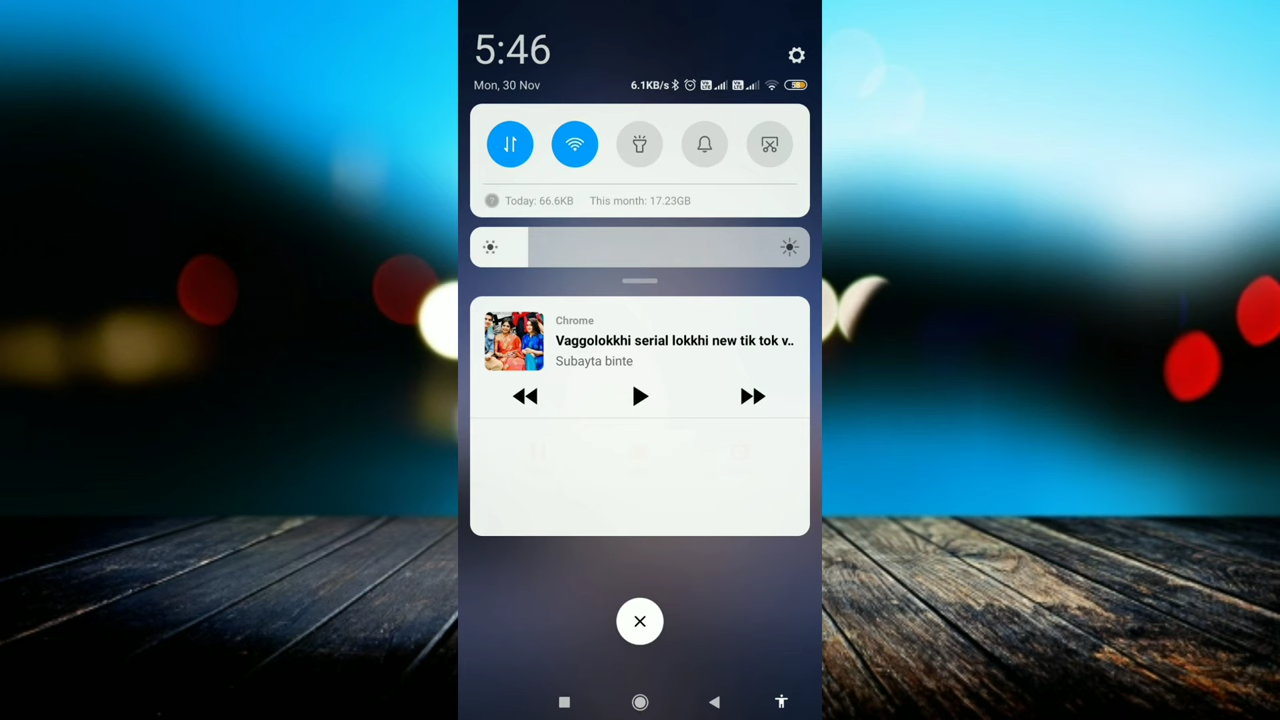 5:46
Mon, 30 Nov
6.1KB/s
Today: 66.6KB This month: 17.23GB
Chrome
Vaggolokkhi serial lokkhi new tik tok v..
Subayta binte